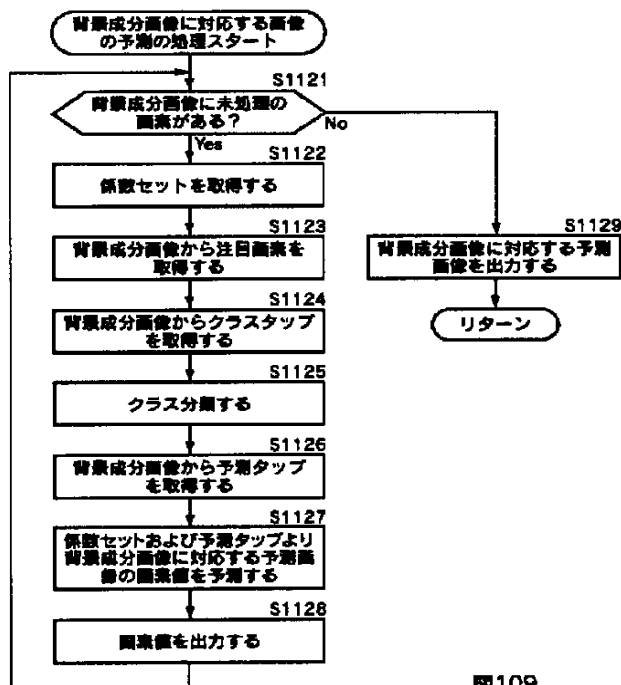 背景成分画像に対応する画像
の予測の処理スタート
S1121
背景成分画像に未処理の
画素がある？
No
Yes
S1122
係数セットを取得する
S1123
背景成分画像から注目画素を
取得する
S1124
背景成分画像からクラスタップ
を取得する
S1125
クラス分類する
S1126
背景成分画像から予測タップ
を取得する
S1127
係数セットおよび予測タップより
背景成分画像に対応する予測画
像の画素値を予測する
S1128
画素値を出力する
S1129
背景成分画像に対応する予測
画像を出力する
リターン
図109